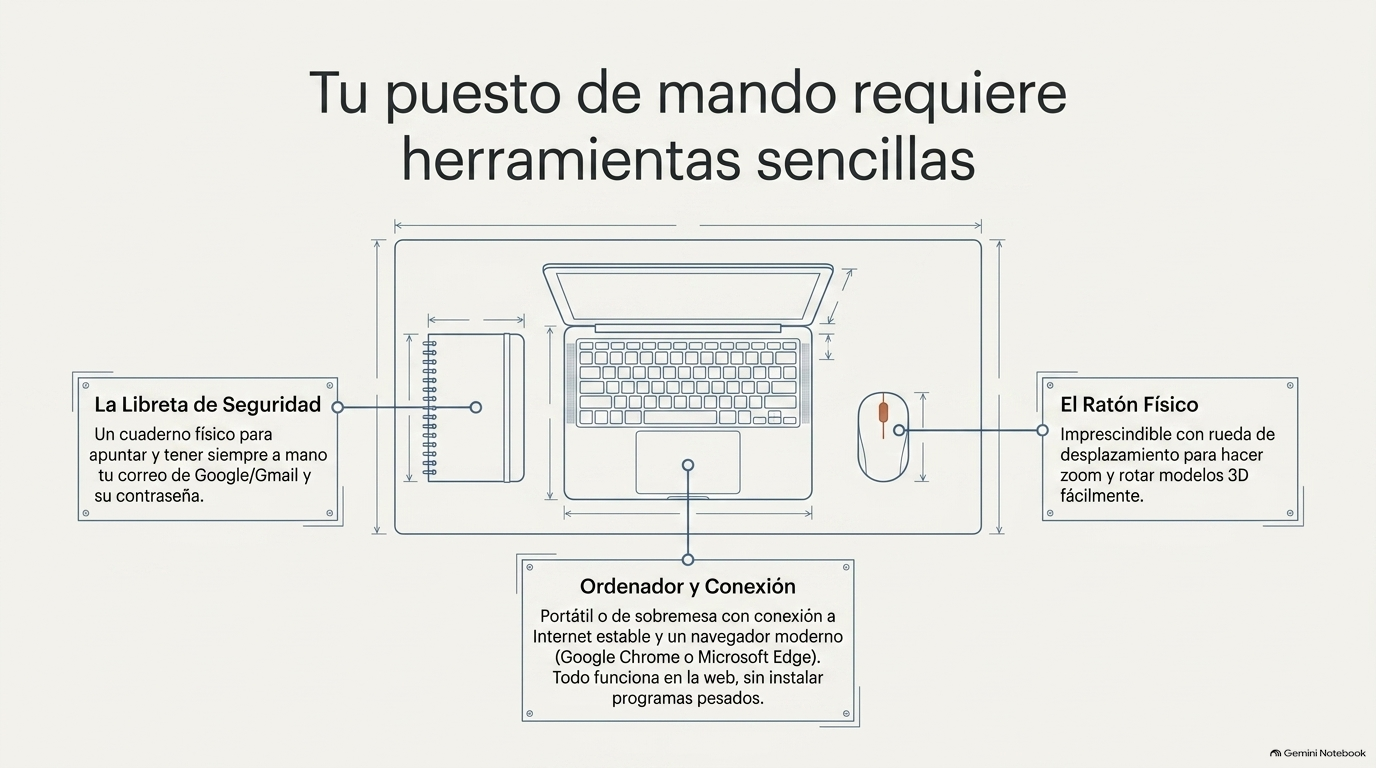 Tu puesto de mando requiere
herramientas sencillas
La Libreta de Seguridad
Un cuaderno físico para
apuntar y tener siempre a mano
tu correo de Google/Gmail y
su contraseña.
El Ratón Físico
Imprescindible con rueda de
desplazamiento para hacer
zoom y rotar modelos 3D
fácilmente.
Ordenador y Conexión
Portátil o de sobremesa con conexión a
Internet estable y un navegador moderno
(Google Chrome o Microsoft Edge).
Todo funciona en la web, sin instalar
programas pesados.
Gemini Notebook